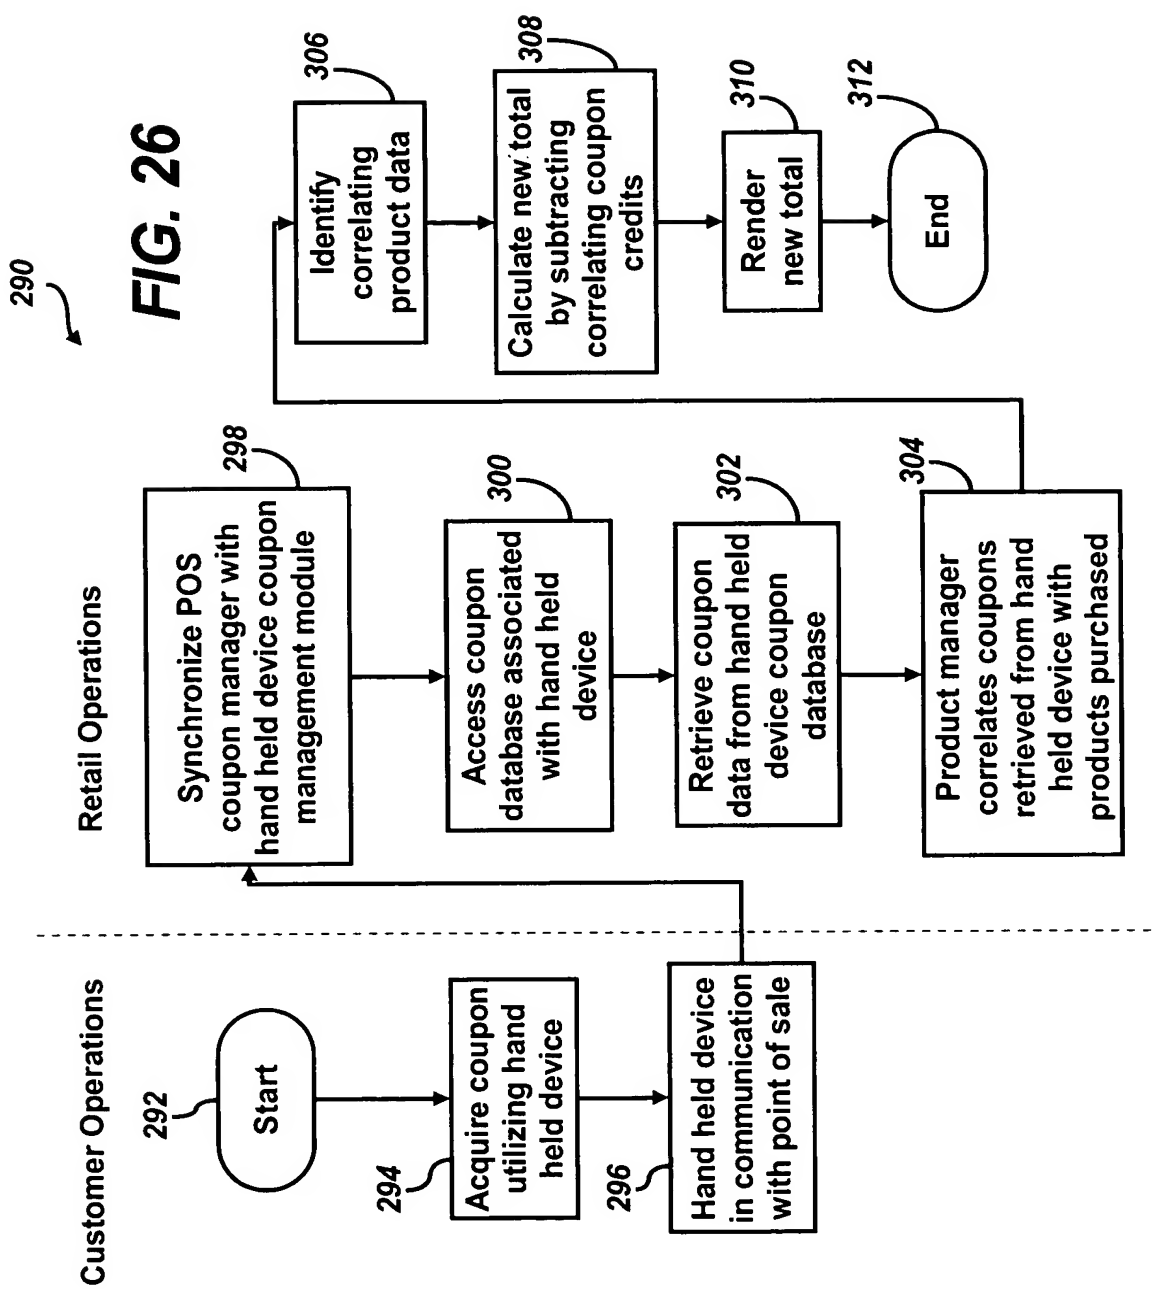 290
FIG. 26
Customer Operations
292
Start
294
Acquire coupon
utilizing hand
held device
296
Hand held device
in communication
with point of sale
Retail Operations
298
Synchronize POS
coupon manager with
hand held device coupon
management module
300
Access coupon
database associated
with hand held
device
302
Retrieve coupon
data from hand held
device coupon
database
304
Product manager
correlates coupons
retrieved from hand
held device with
products purchased
306
Identify
correlating
product data
308
Calculate new total
by subtracting
correlating coupon
credits
310
Render
new total
312
End